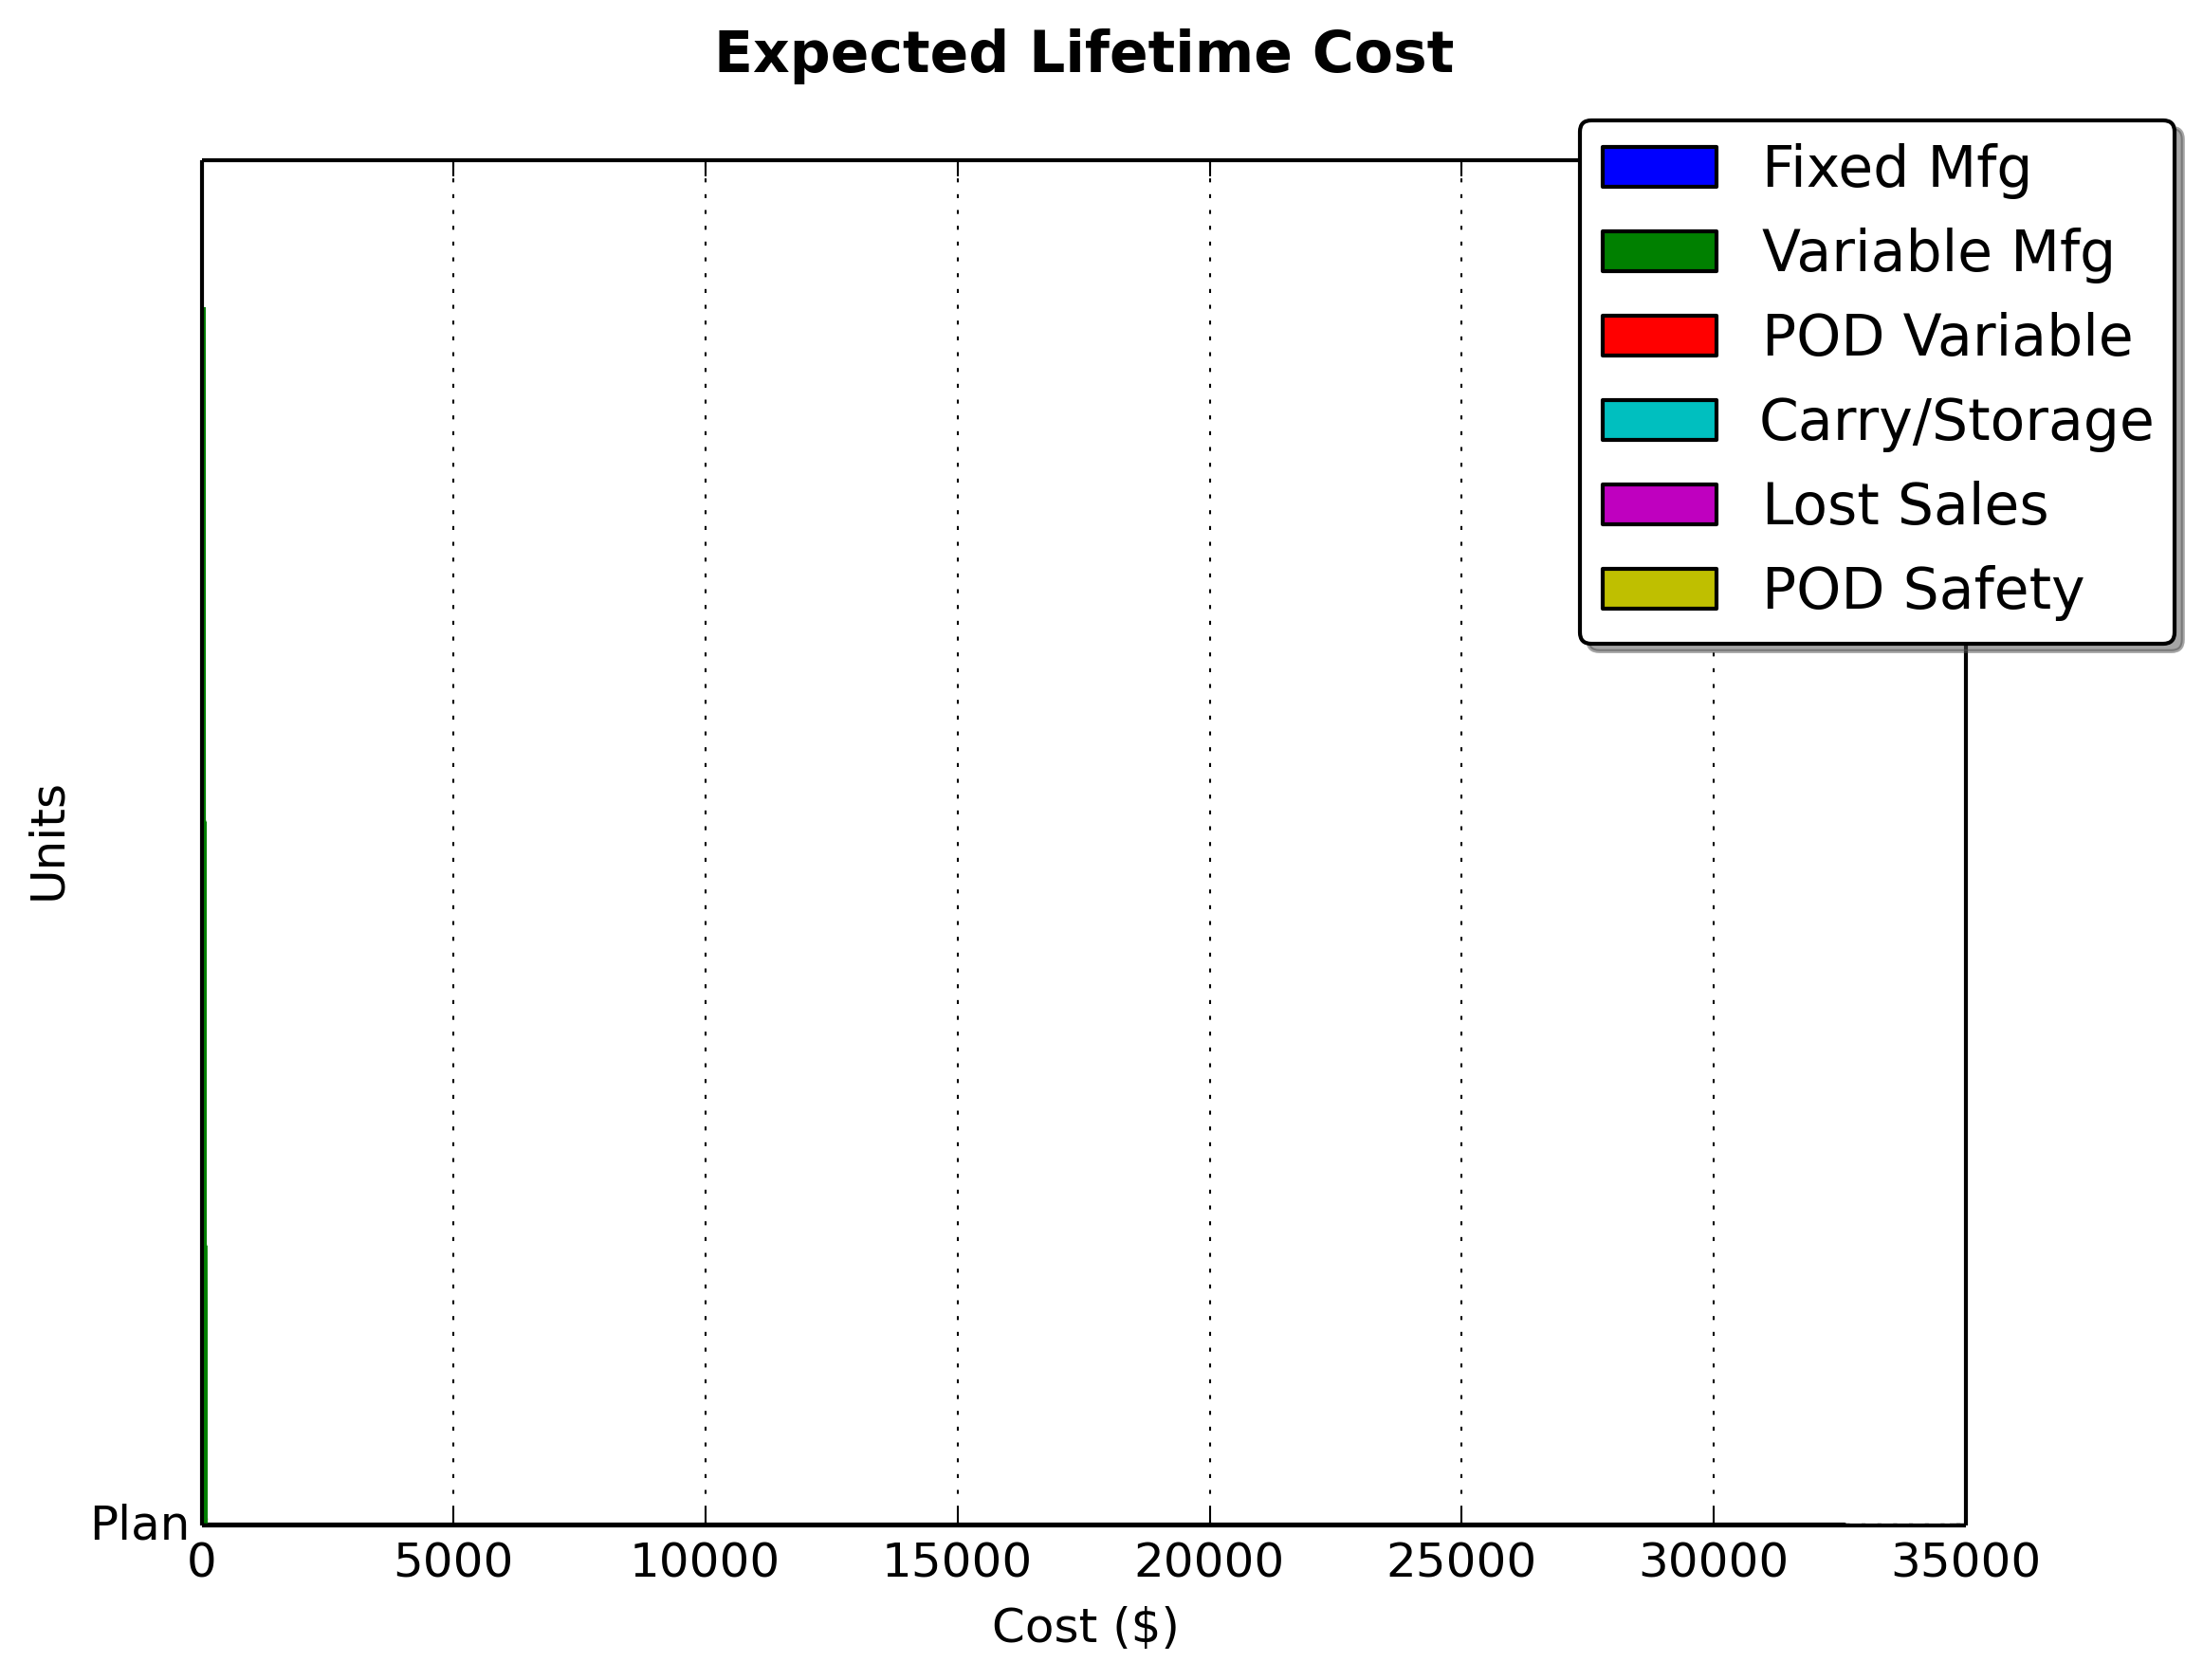 Expected Lifetime Cost
Fixed Mfg
Variable Mfg
POD Variable
Carry/Storage
Lost Sales
POD Safety
Units
Plan
0 5000 10000 15000 20000 25000 30000 35000
Cost ($)